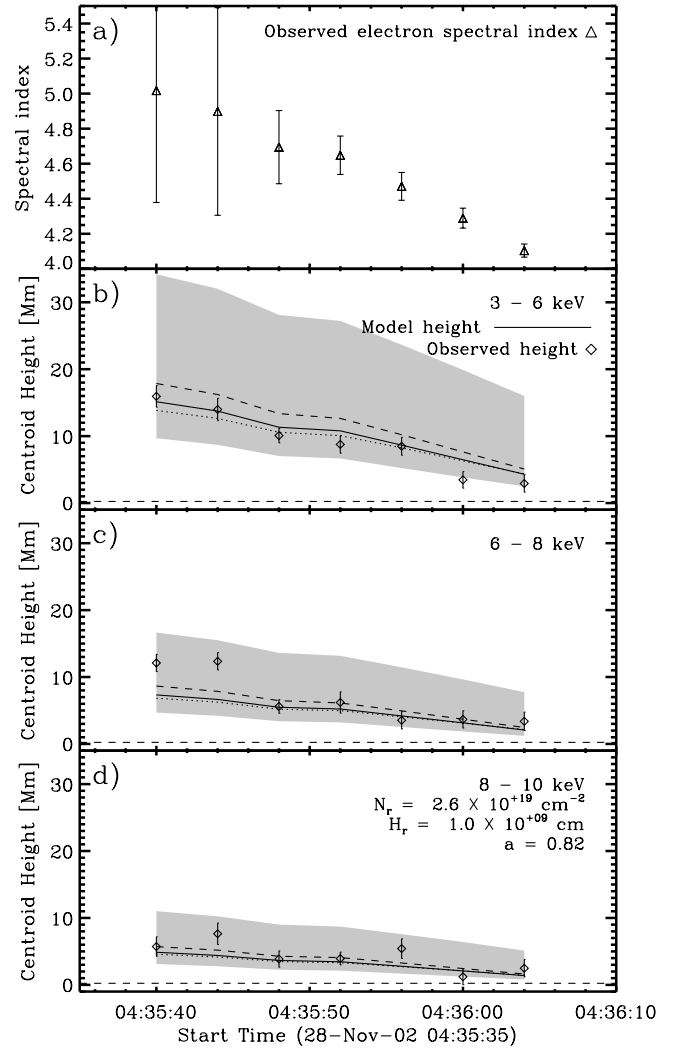 a)
Observed electron spectral index △
Spectral index
5.4
5.2
5.0
4.8
4.6
4.4
4.2
4.0
b)
3 – 6 keV
Model height
Observed height ◇
Centroid Height [Mm]
30
20
10
0
c)
6 – 8 keV
Centroid Height [Mm]
30
20
10
0
d)
8 – 10 keV
Nr = 2.6 X 10+19 cm−2
Hr = 1.0 X 10+09 cm
a = 0.82
Centroid Height [Mm]
30
20
10
0
04:35:40 04:35:50 04:36:00 04:36:10
Start Time (28−Nov−02 04:35:35)